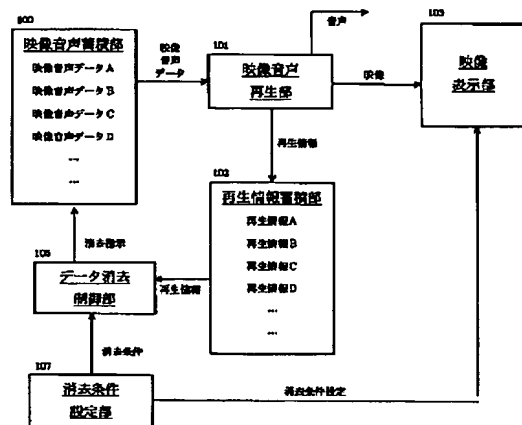 100
映像音声蓄積部
映像音声データA
映像音声データB
映像音声データC
映像音声データD
...
...
映像
音声
データ
101
映像音声
再生部
音声
映像
103
映像
表示部
再生情報
102
再生情報蓄積部
再生情報A
再生情報B
再生情報C
再生情報D
...
...
消去指示
105
データ消去
制御部
再生情報
消去条件
107
消去条件
設定部
消去条件設定